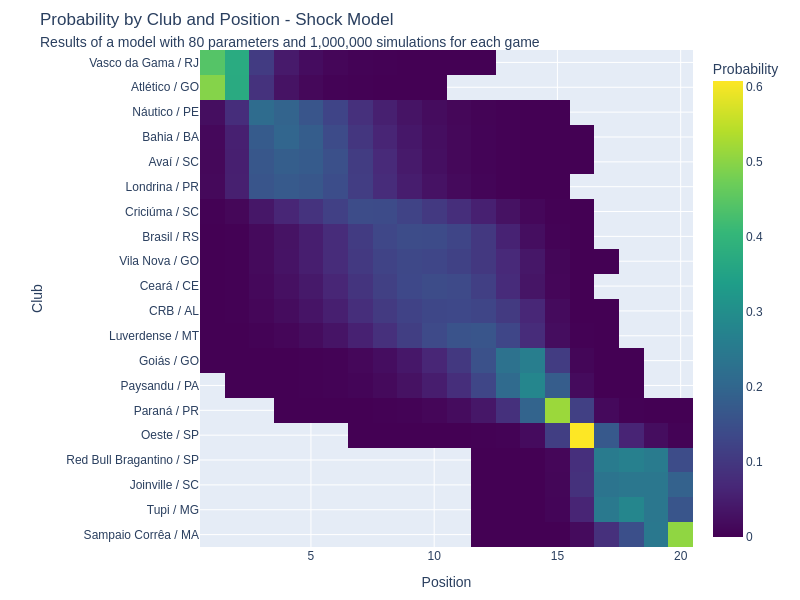 Probability by Club and Position - Shock Model
Results of a model with 80 parameters and 1,000,000 simulations for each game
Probability
Vasco da Gama / RJ
Atlético / GO
Náutico / PE
Bahia / BA
Avaí / SC
Londrina / PR
Criciúma / SC
Brasil / RS
Vila Nova / GO
Ceará / CE
CRB / AL
Luverdense / MT
Goiás / GO
Paysandu / PA
Paraná / PR
Oeste / SP
Red Bull Bragantino / SP
Joinville / SC
Tupi / MG
Sampaio Corrêa / MA
Club
5
10
15
20
Position
0.6
0.5
0.4
0.3
0.2
0.1
0